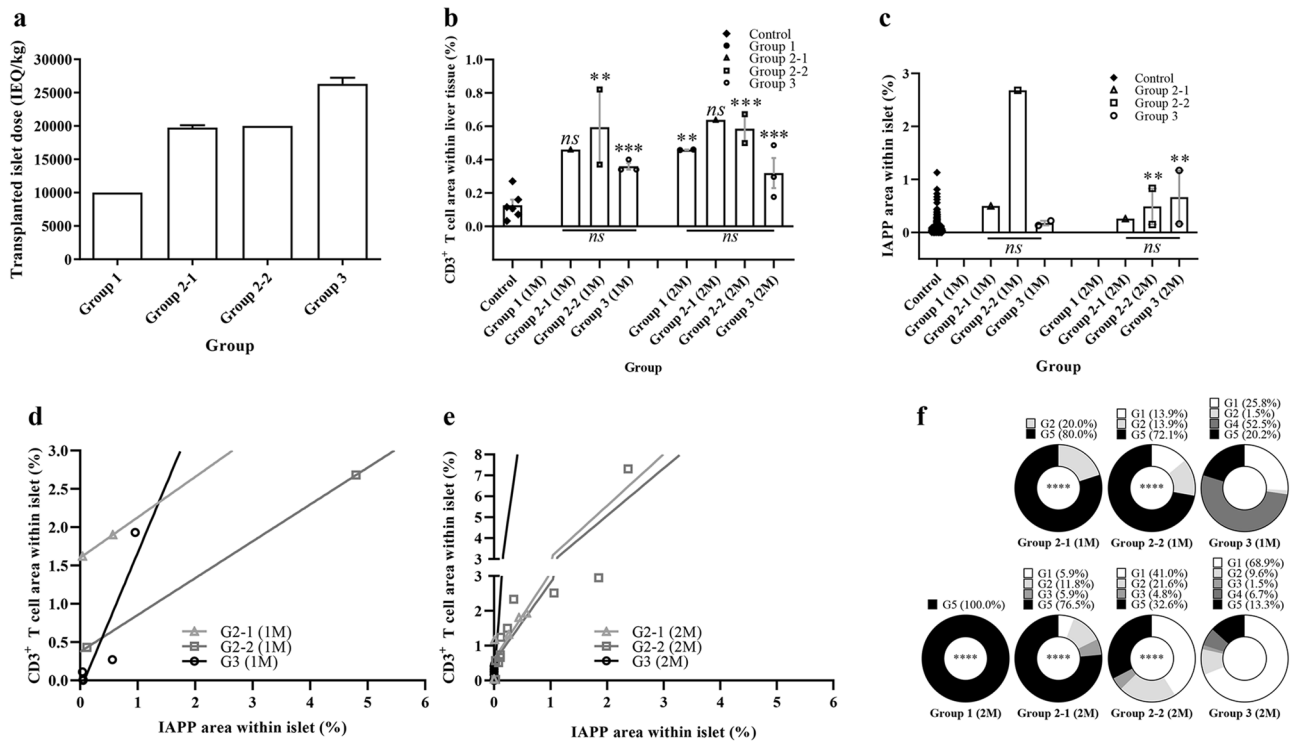 a
Transplanted islet dose (IEQ/kg)
30000
25000
20000
15000
10000
5000
0
Group 1
Group 2-1
Group 2-2
Group 3
Group
b
Control
Group 1
Group 2-1
Group 2-2
Group 3
CD3+ T cell area within liver tissue (%)
1.0
0.8
0.6
0.4
0.2
0.0
ns
**
***
**
ns
***
***
ns
ns
Control
Group 1 (1M)
Group 2-1 (1M)
Group 2-2 (1M)
Group 3 (1M)
Group 1 (2M)
Group 2-1 (2M)
Group 2-2 (2M)
Group 3 (2M)
Group
c
Control
Group 2-1
Group 2-2
Group 3
IAPP area within islet (%)
3
2
1
0
**
**
ns
ns
Control
Group 1 (1M)
Group 2-1 (1M)
Group 2-2 (1M)
Group 3 (1M)
Group 1 (2M)
Group 2-1 (2M)
Group 2-2 (2M)
Group 3 (2M)
Group
d
CD3+ T cell area within islet (%)
3.0
2.5
2.0
1.5
1.0
0.5
0.0
G2-1 (1M)
G2-2 (1M)
G3 (1M)
0 1 2 3 4 5 6
IAPP area within islet (%)
e
CD3+ T cell area within islet (%)
8
7
6
5
4
3
3
2
1
0
G2-1 (2M)
G2-2 (2M)
G3 (2M)
0 1 2 3 4 5 6
IAPP area within islet (%)
f
G2 (20.0%)
G5 (80.0%)
****
Group 2-1 (1M)
G1 (13.9%)
G2 (13.9%)
G5 (72.1%)
****
Group 2-2 (1M)
G1 (25.8%)
G2 (1.5%)
G4 (52.5%)
G5 (20.2%)
Group 3 (1M)
G5 (100.0%)
****
Group 1 (2M)
G1 (5.9%)
G2 (11.8%)
G3 (5.9%)
G5 (76.5%)
****
Group 2-1 (2M)
G1 (41.0%)
G2 (21.6%)
G3 (4.8%)
G5 (32.6%)
****
Group 2-2 (2M)
G1 (68.9%)
G2 (9.6%)
G3 (1.5%)
G4 (6.7%)
G5 (13.3%)
Group 3 (2M)